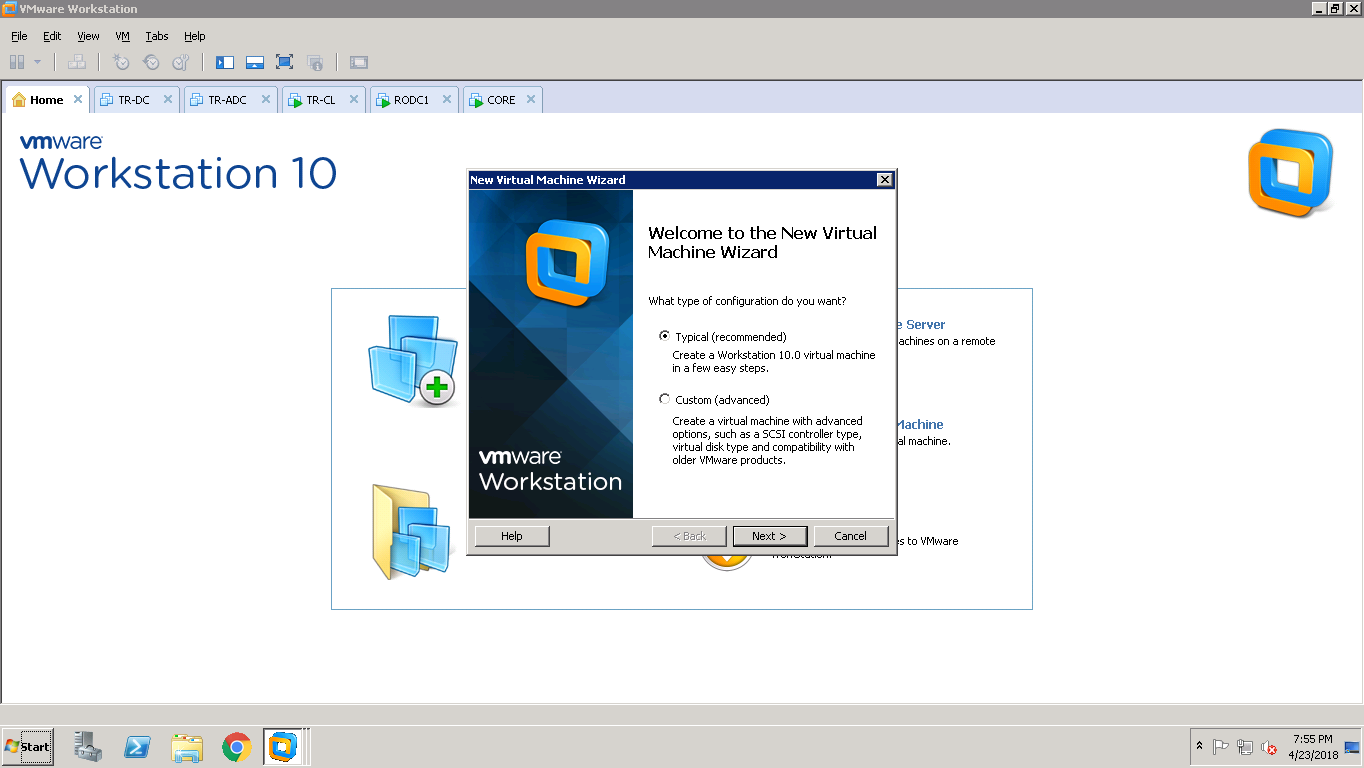 VMware Workstation
File Edit View VM Tabs Help
Home TR-DC TR-ADC TR-CL RODC1 CORE
vmware
Workstation 10
New Virtual Machine Wizard
Welcome to the New Virtual
Machine Wizard
What type of configuration do you want?
Typical (recommended)
Create a Workstation 10.0 virtual machine
in a few easy steps.
Custom (advanced)
Create a virtual machine with advanced
options, such as a SCSI controller type,
virtual disk type and compatibility with
older VMware products.
vmware
Workstation
Help < Back Next > Cancel
e Server
achines on a remote
Machine
al machine.
es to VMware
Start
7:55 PM
4/23/2018